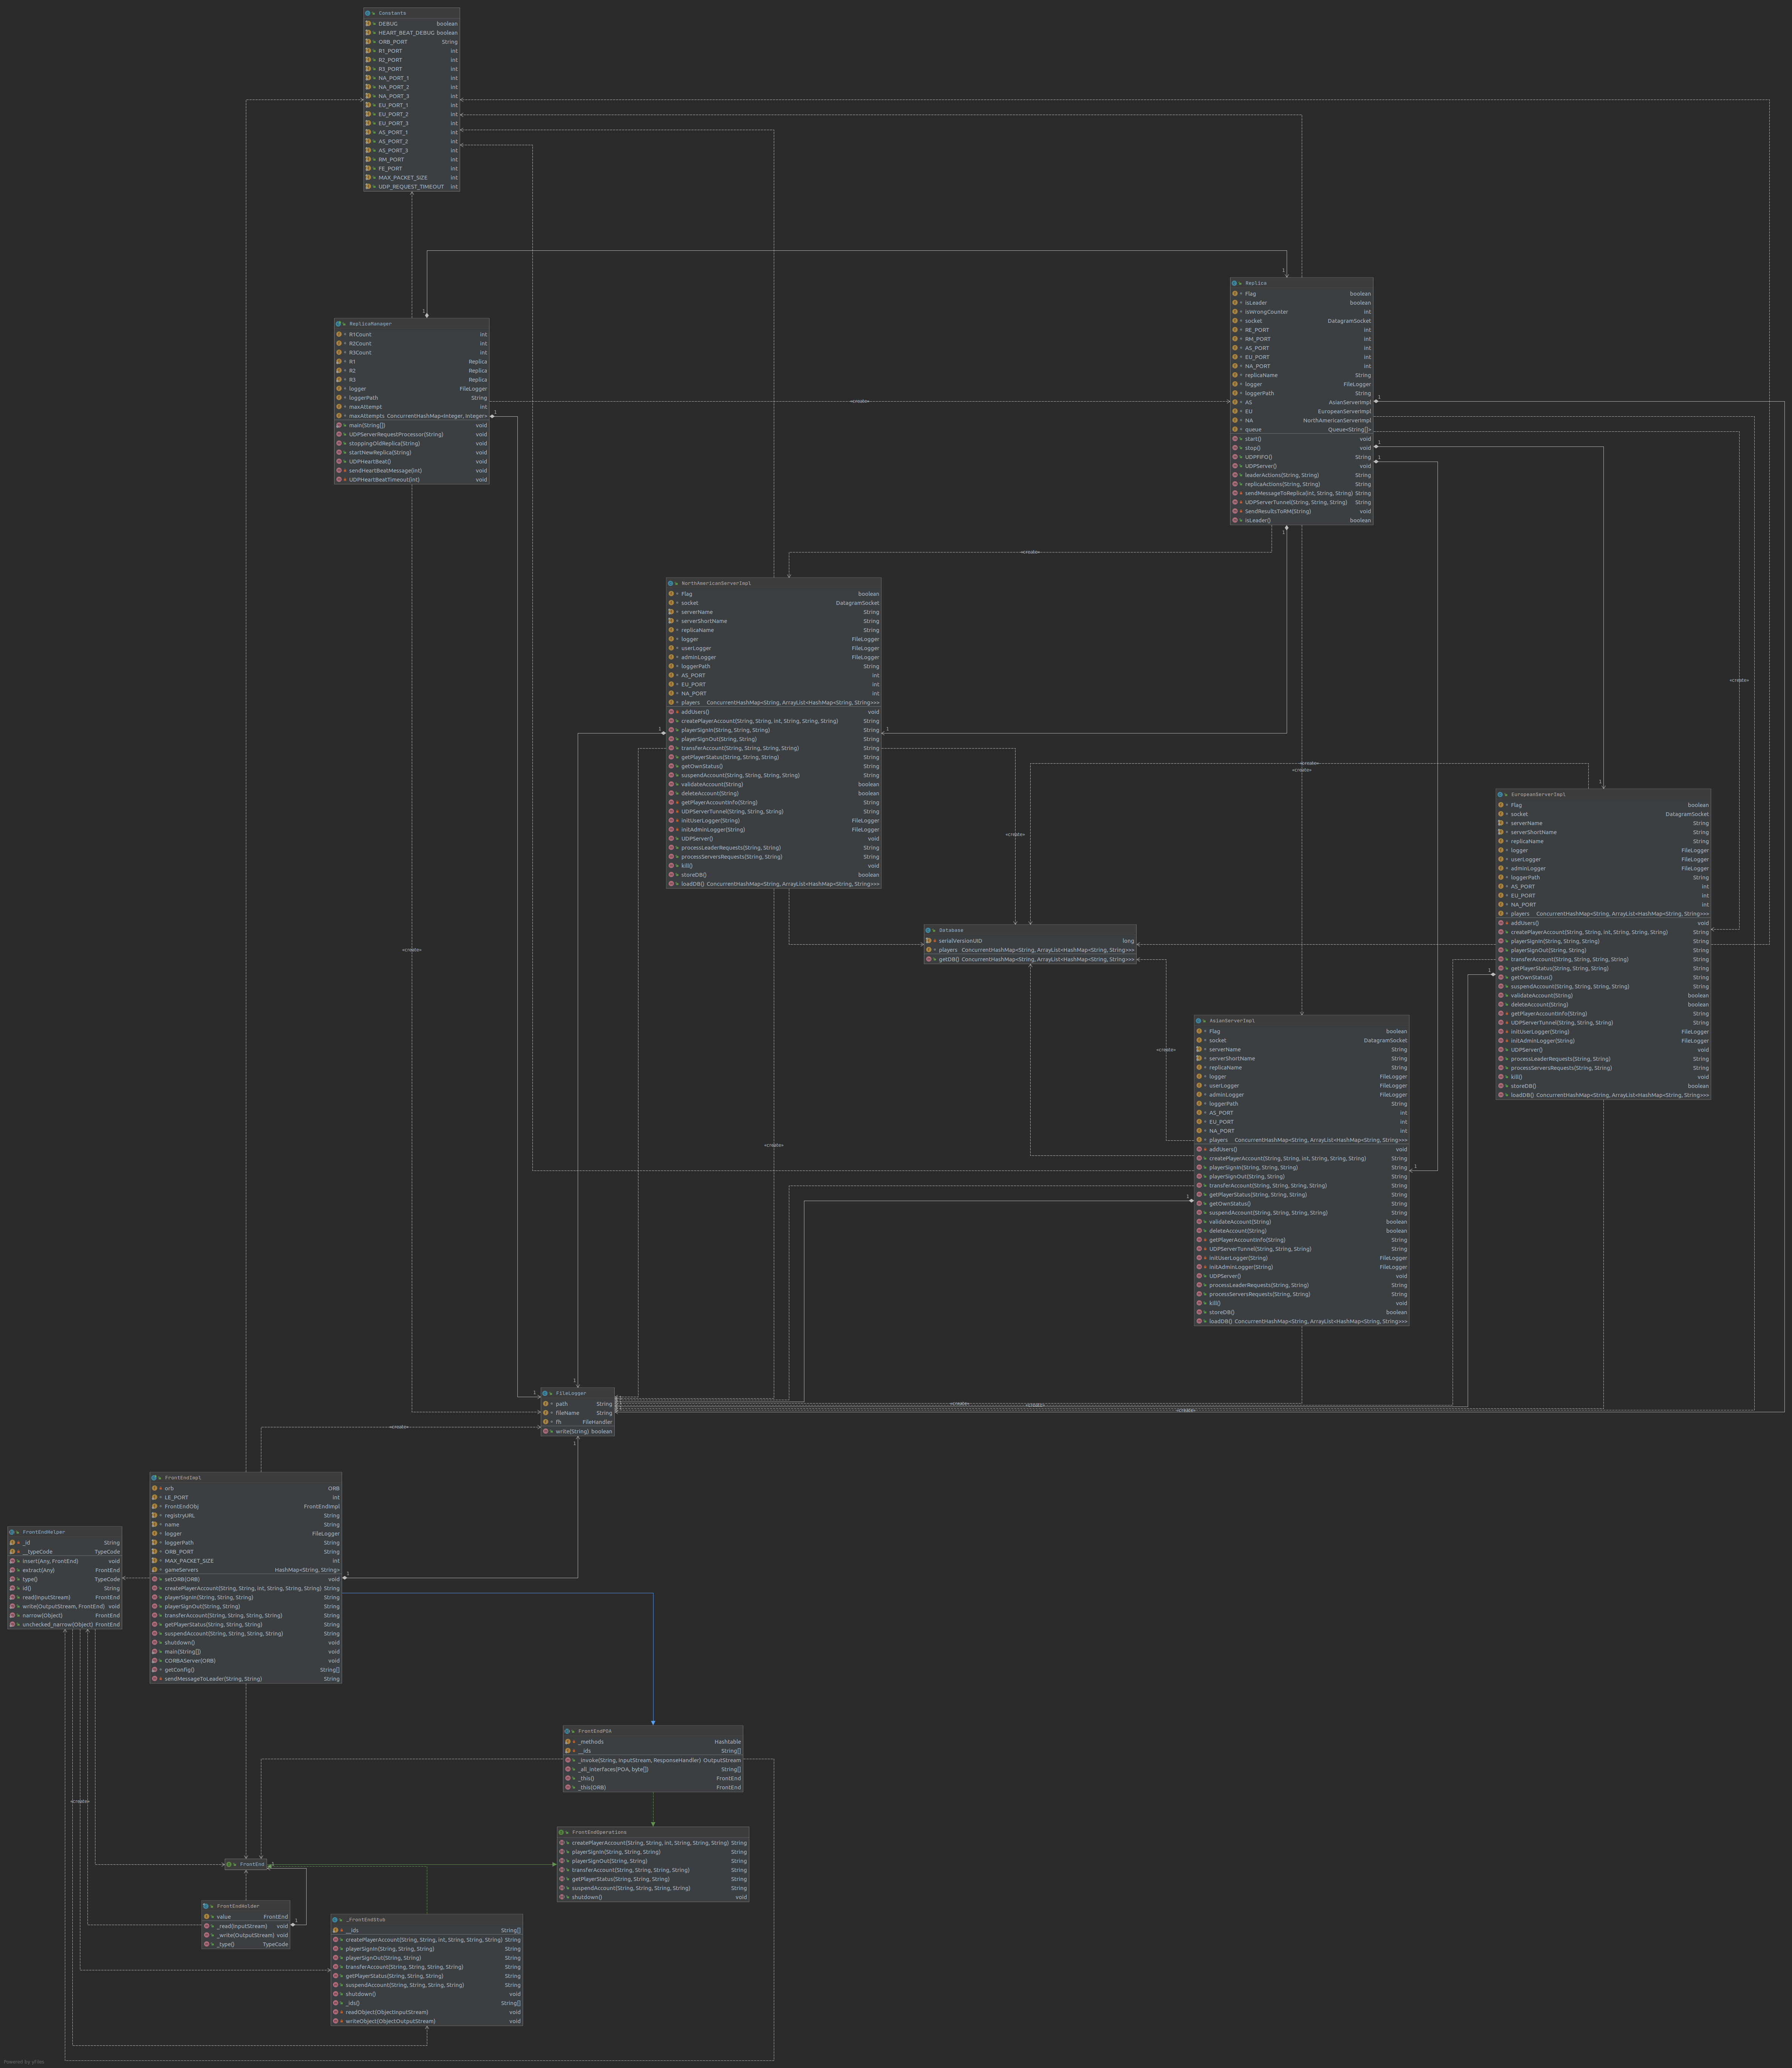 Constants
DEBUG boolean
HEART_BEAT_DEBUG boolean
ORB_PORT String
R1_PORT int
R2_PORT int
R3_PORT int
NA_PORT_1 int
NA_PORT_2 int
NA_PORT_3 int
EU_PORT_1 int
EU_PORT_2 int
EU_PORT_3 int
AS_PORT_1 int
AS_PORT_2 int
AS_PORT_3 int
RM_PORT int
FE_PORT int
MAX_PACKET_SIZE int
UDP_REQUEST_TIMEOUT int
Replica
Flag boolean
isLeader boolean
isWrongCounter int
socket DatagramSocket
RE_PORT int
RM_PORT int
AS_PORT int
EU_PORT int
NA_PORT int
replicaName String
logger FileLogger
loggerPath String
AS AsianServerImpl
EU EuropeanServerImpl
NA NorthAmericanServerImpl
queue Queue<String[]>
start() void
stop() void
UDPFIFO() String
UDPServer() void
leaderActions(String, String) String
replicaActions(String, String) String
sendMessageToReplica(int, String, String) String
UDPServerTunnel(String, String, String) String
SendResultsToRM(String) void
isLeader() boolean
ReplicaManager
R1Count int
R2Count int
R3Count int
R1 Replica
R2 Replica
R3 Replica
logger FileLogger
loggerPath String
maxAttempt int
maxAttempts ConcurrentHashMap<Integer, Integer>
main(String[]) void
UDPServerRequestProcessor(String) void
stoppingOldReplica(String) void
startNewReplica(String) void
UDPHeartBeat() void
sendHeartBeatMessage(int) void
UDPHeartBeatTimeout(int) void
«create»
«create»
NorthAmericanServerImpl
Flag boolean
socket DatagramSocket
serverName String
serverShortName String
replicaName String
logger FileLogger
userLogger FileLogger
adminLogger FileLogger
loggerPath String
AS_PORT int
EU_PORT int
NA_PORT int
players ConcurrentHashMap<String, ArrayList<HashMap<String, String>>>
addUsers() void
createPlayerAccount(String, String, int, String, String, String) String
playerSignIn(String, String, String) String
playerSignOut(String, String) String
transferAccount(String, String, String, String) String
getPlayerStatus(String, String, String) String
getOwnStatus() String
suspendAccount(String, String, String, String) String
validateAccount(String) boolean
deleteAccount(String) boolean
getPlayerAccountInfo(String) String
UDPServerTunnel(String, String, String) String
initUserLogger(String) FileLogger
initAdminLogger(String) FileLogger
UDPServer() void
processLeaderRequests(String, String) String
processServersRequests(String, String) String
kill() void
storeDB() boolean
loadDB() ConcurrentHashMap<String, ArrayList<HashMap<String, String>>>
«create»
«create»
«create»
«create»
EuropeanServerImpl
Flag boolean
socket DatagramSocket
serverName String
serverShortName String
replicaName String
logger FileLogger
userLogger FileLogger
adminLogger FileLogger
loggerPath String
AS_PORT int
EU_PORT int
NA_PORT int
players ConcurrentHashMap<String, ArrayList<HashMap<String, String>>>
addUsers() void
createPlayerAccount(String, String, int, String, String, String) String
playerSignIn(String, String, String) String
playerSignOut(String, String) String
transferAccount(String, String, String, String) String
getPlayerStatus(String, String, String) String
getOwnStatus() String
suspendAccount(String, String, String, String) String
validateAccount(String) boolean
deleteAccount(String) boolean
getPlayerAccountInfo(String) String
UDPServerTunnel(String, String, String) String
initUserLogger(String) FileLogger
initAdminLogger(String) FileLogger
UDPServer() void
processLeaderRequests(String, String) String
processServersRequests(String, String) String
kill() void
storeDB() boolean
loadDB() ConcurrentHashMap<String, ArrayList<HashMap<String, String>>>
Database
serialVersionUID long
players ConcurrentHashMap<String, ArrayList<HashMap<String, String>>>
getDB() ConcurrentHashMap<String, ArrayList<HashMap<String, String>>>
«create»
«create»
«create»
AsianServerImpl
Flag boolean
socket DatagramSocket
serverName String
serverShortName String
replicaName String
logger FileLogger
userLogger FileLogger
adminLogger FileLogger
loggerPath String
AS_PORT int
EU_PORT int
NA_PORT int
players ConcurrentHashMap<String, ArrayList<HashMap<String, String>>>
addUsers() void
createPlayerAccount(String, String, int, String, String, String) String
playerSignIn(String, String, String) String
playerSignOut(String, String) String
transferAccount(String, String, String, String) String
getPlayerStatus(String, String, String) String
getOwnStatus() String
suspendAccount(String, String, String, String) String
validateAccount(String) boolean
deleteAccount(String) boolean
getPlayerAccountInfo(String) String
UDPServerTunnel(String, String, String) String
initUserLogger(String) FileLogger
initAdminLogger(String) FileLogger
UDPServer() void
processLeaderRequests(String, String) String
processServersRequests(String, String) String
kill() void
storeDB() boolean
loadDB() ConcurrentHashMap<String, ArrayList<HashMap<String, String>>>
FileLogger
path String
fileName String
fh FileHandler
write(String) boolean
«create»
«create»
«create»
«create»
FrontEndImpl
orb ORB
LE_PORT int
FrontEndObj FrontEndImpl
registryURL String
name String
logger FileLogger
loggerPath String
ORB_PORT String
MAX_PACKET_SIZE int
gameServers HashMap<String, String>
setORB(ORB) void
createPlayerAccount(String, String, int, String, String, String) String
playerSignIn(String, String, String) String
playerSignOut(String, String) String
transferAccount(String, String, String, String) String
getPlayerStatus(String, String, String) String
suspendAccount(String, String, String, String) String
shutdown() void
main(String[]) void
CORBAServer(ORB) void
getConfig() String[]
sendMessageToLeader(String, String) String
FrontEndHelper
_id String
__typeCode TypeCode
insert(Any, FrontEnd) void
extract(Any) FrontEnd
type() TypeCode
id() String
read(InputStream) FrontEnd
write(OutputStream, FrontEnd) void
narrow(Object) FrontEnd
unchecked_narrow(Object) FrontEnd
FrontEndPOA
_methods Hashtable
__ids String[]
_invoke(String, InputStream, ResponseHandler) OutputStream
_all_interfaces(POA, byte[]) String[]
_this() FrontEnd
_this(ORB) FrontEnd
«create»
FrontEndOperations
createPlayerAccount(String, String, int, String, String, String) String
playerSignIn(String, String, String) String
playerSignOut(String, String) String
transferAccount(String, String, String, String) String
getPlayerStatus(String, String, String) String
suspendAccount(String, String, String, String) String
shutdown() void
FrontEnd
FrontEndHolder
value FrontEnd
_read(InputStream) void
_write(OutputStream) void
_type() TypeCode
_FrontEndStub
__ids String[]
createPlayerAccount(String, String, int, String, String, String) String
playerSignIn(String, String, String) String
playerSignOut(String, String) String
transferAccount(String, String, String, String) String
getPlayerStatus(String, String, String) String
suspendAccount(String, String, String, String) String
shutdown() void
_ids() String[]
readObject(ObjectInputStream) void
writeObject(ObjectOutputStream) void
Powered by yFiles